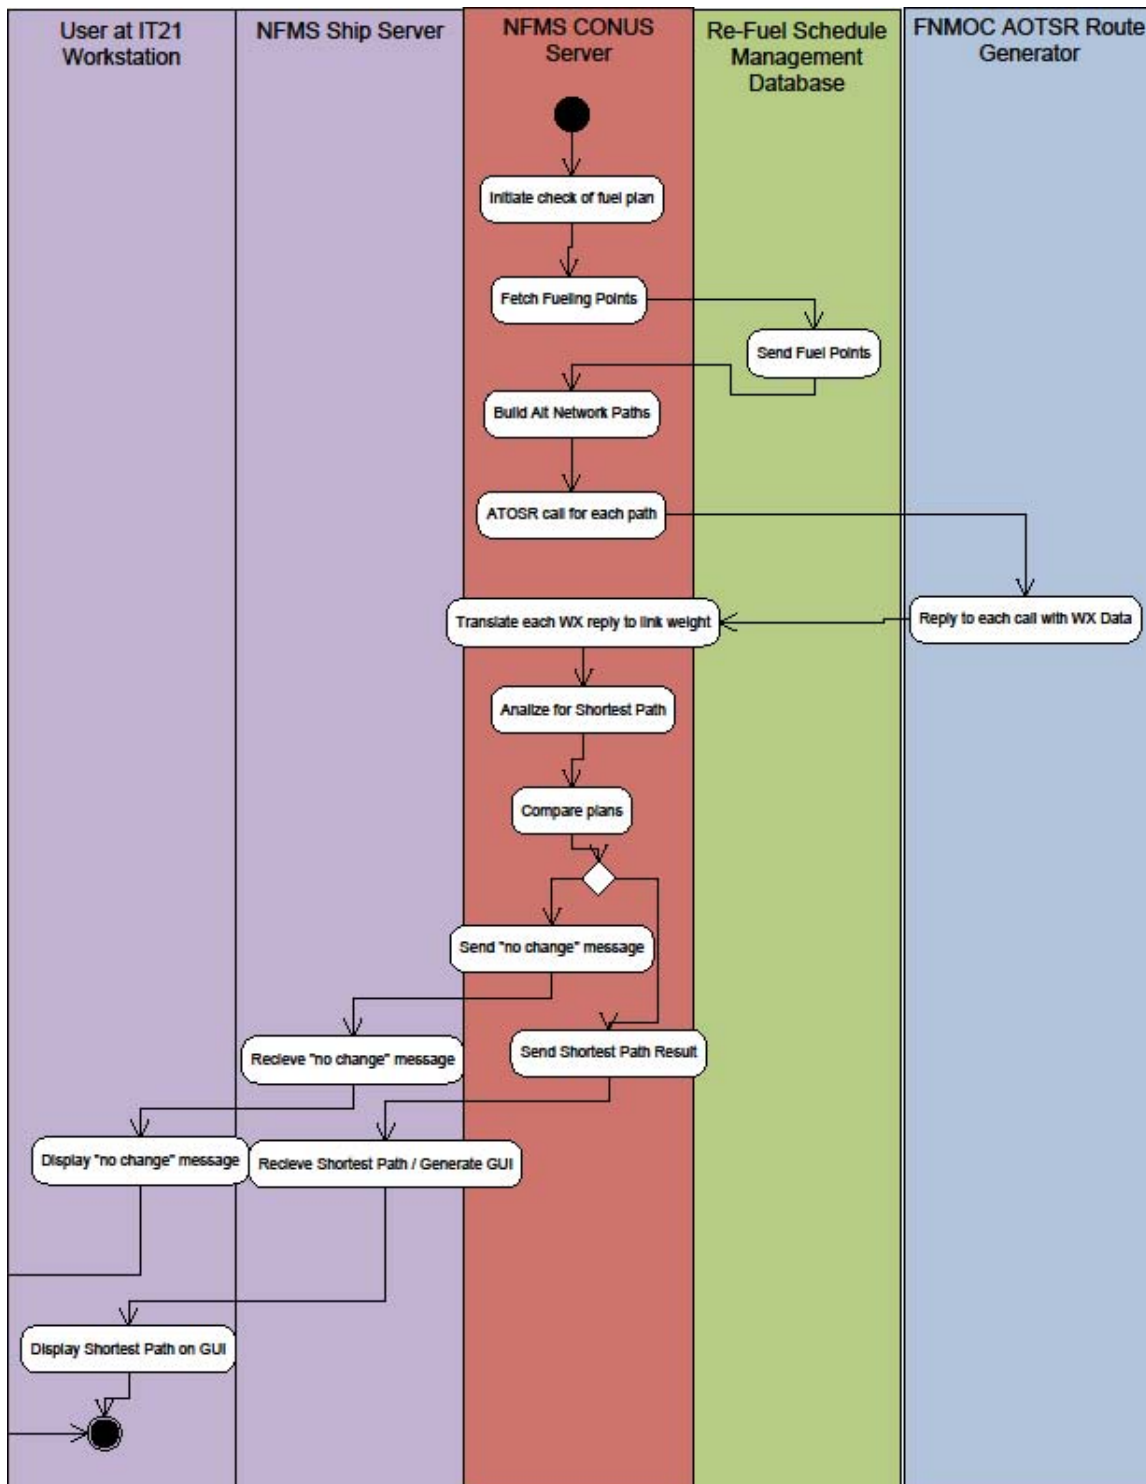 User at IT21
Workstation
NFMS Ship Server
NFMS CONUS
Server
Re-Fuel Schedule
Management
Database
FNMOC AOTSR Route
Generator
Initiate check of fuel plan
Fetch Fueling Points
Send Fuel Points
Build Alt Network Paths
ATOSR call for each path
Translate each WX reply to link weight
Reply to each call with WX Data
Analize for Shortest Path
Compare plans
Send "no change" message
Recieve "no change" message
Send Shortest Path Result
Display "no change" message
Recieve Shortest Path / Generate GUI
Display Shortest Path on GUI